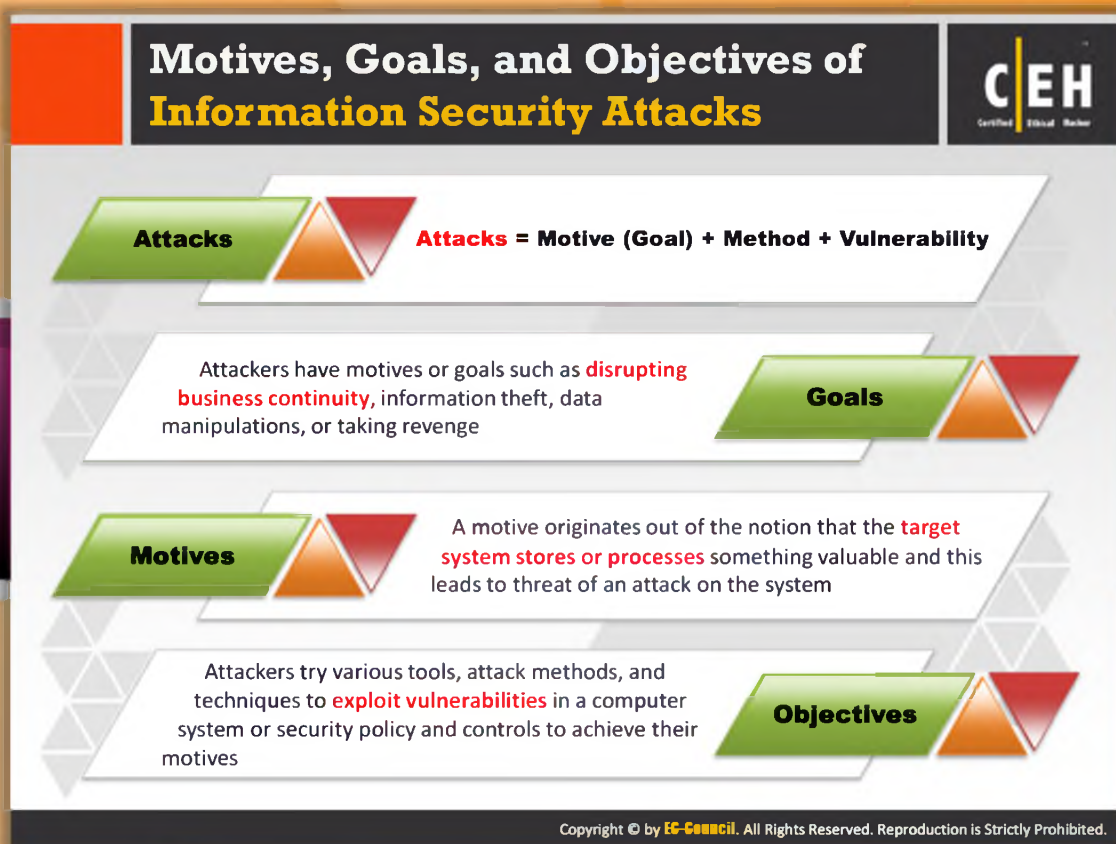 Motives, Goals, and Objectives of
Information Security Attacks
CEH
Certified Ethical Hacker
Attacks
Attacks = Motive (Goal) + Method + Vulnerability
Attackers have motives or goals such as disrupting
business continuity, information theft, data
manipulations, or taking revenge
Goals
Motives
A motive originates out of the notion that the target
system stores or processes something valuable and this
leads to threat of an attack on the system
Attackers try various tools, attack methods, and
techniques to exploit vulnerabilities in a computer
system or security policy and controls to achieve their
motives
Objectives
Copyright © by EC-Council. All Rights Reserved. Reproduction is Strictly Prohibited.